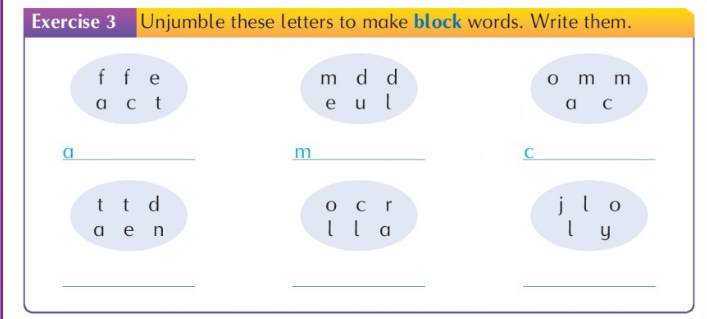 Exercise 3 Unjumble these letters to make block words. Write them.
f f e m d d o m m
a c t e u l a c
a m c
t t d o c r j l o
a e n l l a l y